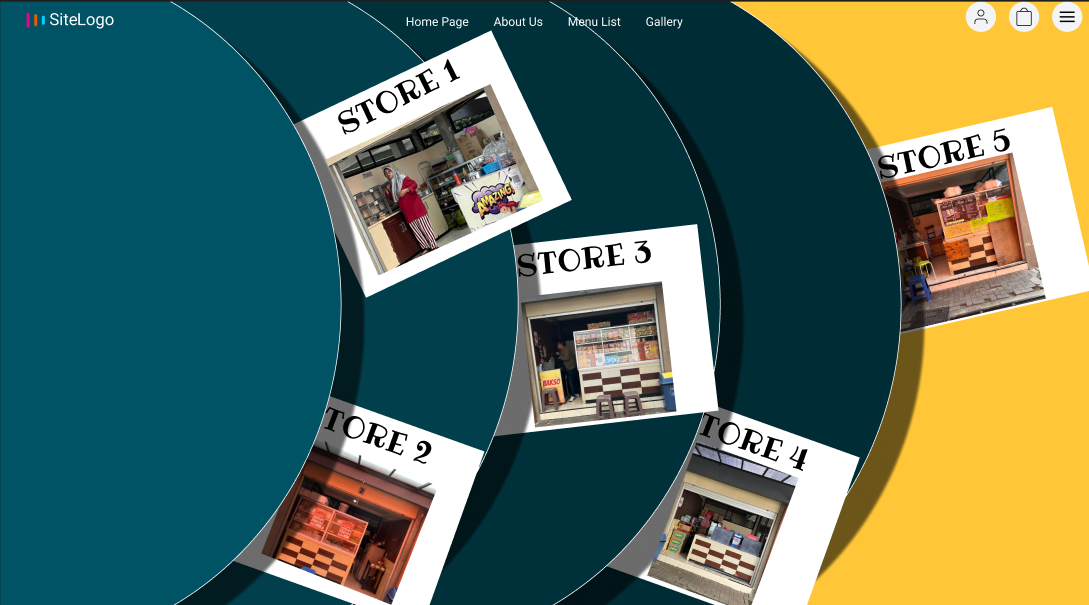 SiteLogo
Home Page
About Us
Menu List
Gallery
STORE 1
AMAZING!
STORE 5
STORE 3
BAKSO
TORE 2
TORE 4